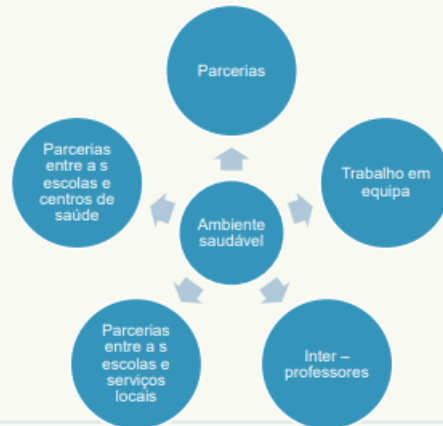 Parcerias
Parcerias
entre a s
escolas e
centros de
saúde
Trabalho em
equipa
Ambiente
saudável
Parcerias
entre a s
escolas e
serviços
locais
Inter –
professores